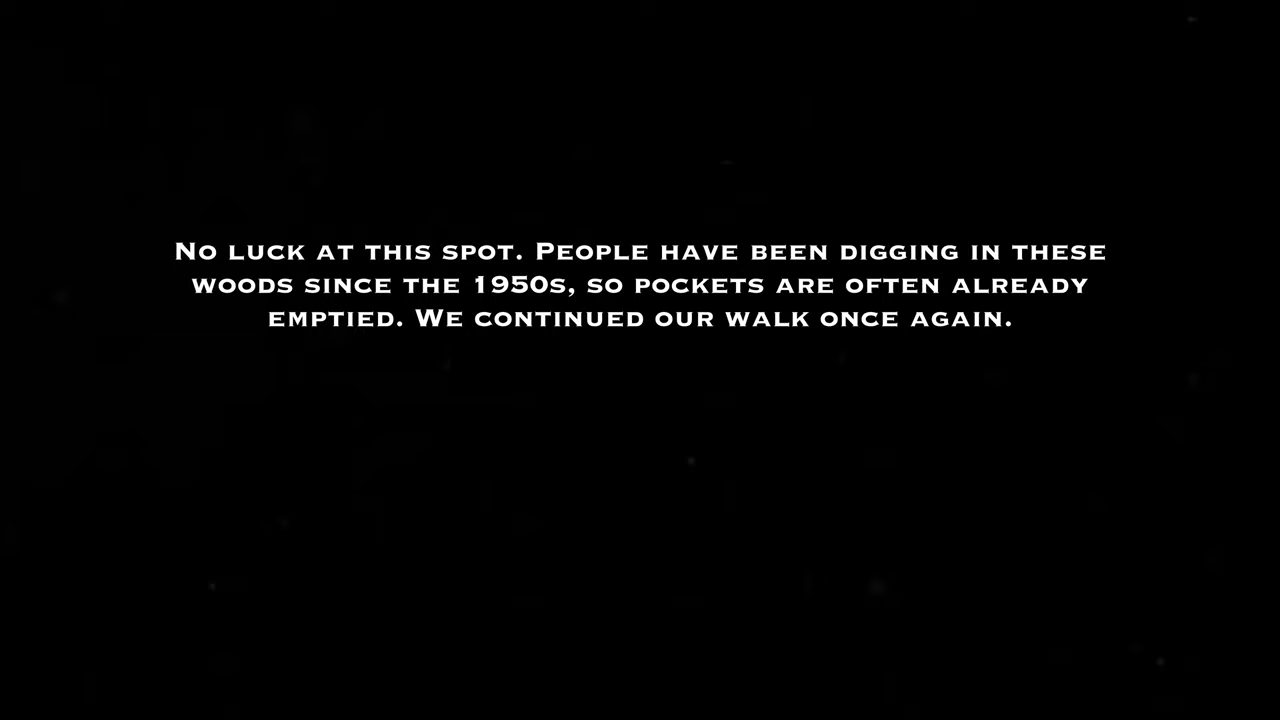 No luck at this spot. People have been digging in these
woods since the 1950s, so pockets are often already
emptied. We continued our walk once again.